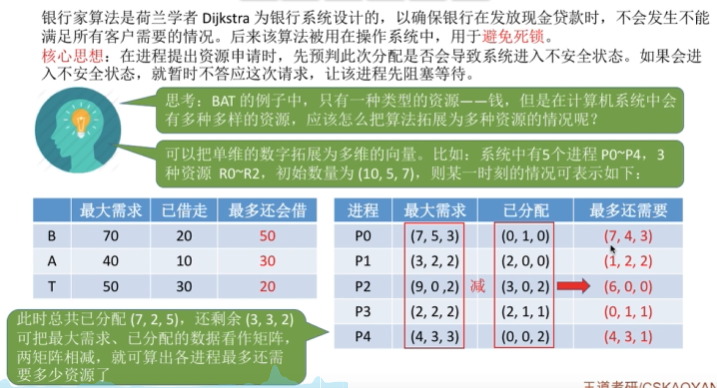 银行家算法是荷兰学者 Dijkstra 为银行系统设计的，以确保银行在发放现金贷款时，不会发生不能
满足所有客户需要的情况。后来该算法被用在操作系统中，用于避免死锁。
核心思想：在进程提出资源申请时，先预判此次分配是否会导致系统进入不安全状态。如果会进
入不安全状态，就暂时不答应这次请求，让该进程先阻塞等待。
思考：BAT 的例子中，只有一种类型的资源——钱，但是在计算机系统中会
有多种多样的资源，应该怎么把算法拓展为多种资源的情况呢？
可以把单维的数字拓展为多维的向量。比如：系统中有5个进程 P0~P4，3
种资源 R0~R2，初始数量为 (10, 5, 7)，则某一时刻的情况可表示如下：
最大需求 已借走 最多还会借
B 70 20 50
A 40 10 30
T 50 30 20
进程 最大需求 已分配 最多还需要
P0 (7, 5, 3) (0, 1, 0) (7, 4, 3)
P1 (3, 2, 2) (2, 0, 0) (1, 2, 2)
P2 (9, 0 ,2) 减 (3, 0, 2) (6, 0, 0)
P3 (2, 2, 2) (2, 1, 1) (0, 1, 1)
P4 (4, 3, 3) (0, 0, 2) (4, 3, 1)
此时总共已分配 (7, 2, 5)，还剩余 (3, 3, 2)
可把最大需求、已分配的数据看作矩阵，
两矩阵相减，就可算出各进程最多还需
要多少资源了
王道考研/CSKAOYAN